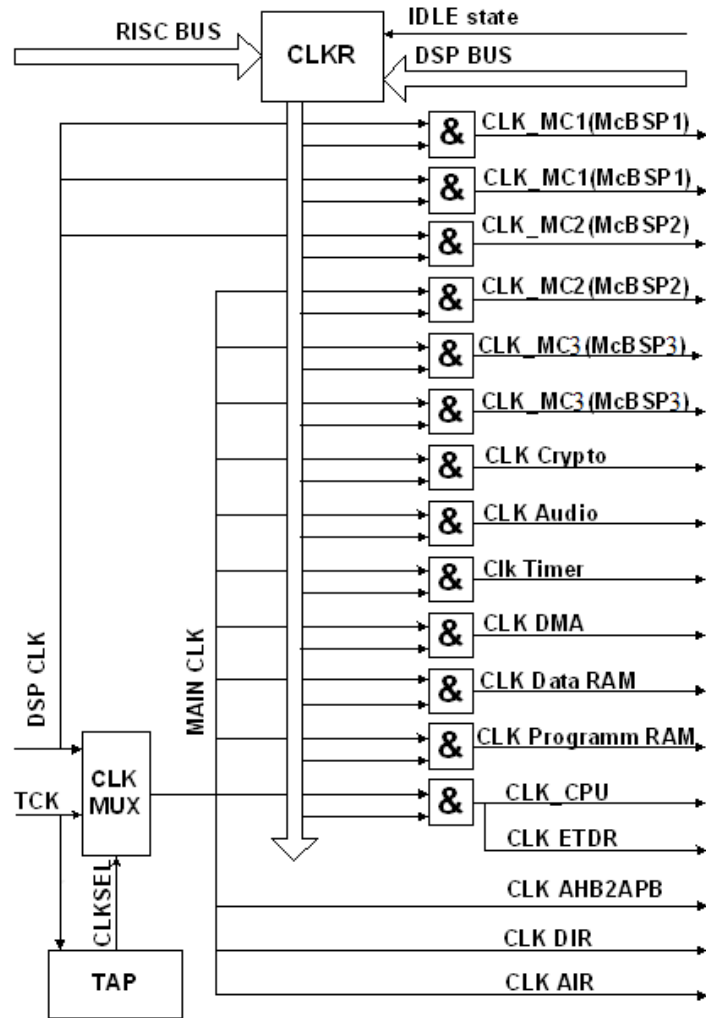 IDLE state
RISC BUS
CLKR
DSP BUS
& CLK_MC1(McBSP1)
& CLK_MC1(McBSP1)
& CLK_MC2(McBSP2)
& CLK_MC2(McBSP2)
& CLK_MC3(McBSP3)
& CLK_MC3(McBSP3)
& CLK Crypto
& CLK Audio
& Clk Timer
& CLK DMA
& CLK Data RAM
& CLK Programm RAM
& CLK_CPU
CLK ETDR
CLK AHB2APB
CLK DIR
CLK AIR
DSP CLK
MAIN CLK
CLK
MUX
TCK
CLKSEL
TAP